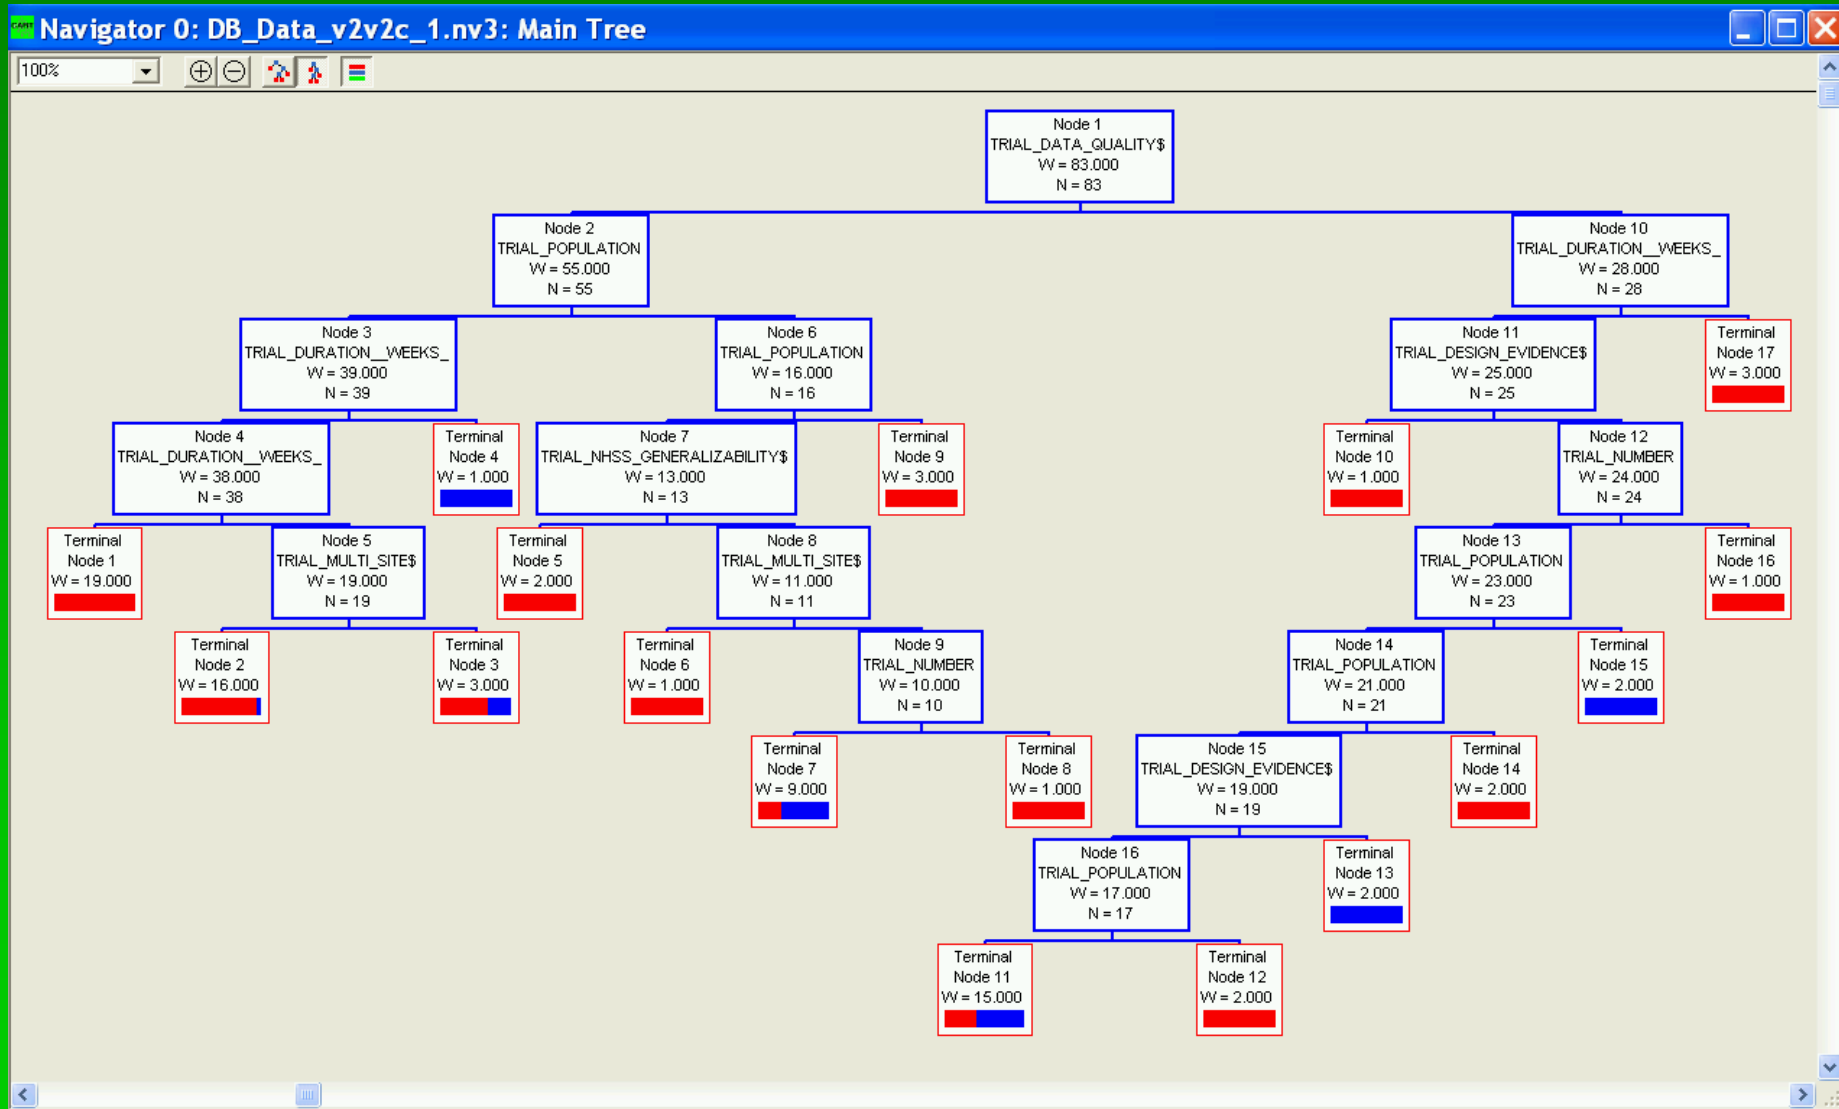 CART
Navigator 0: DB_Data_v2v2c_1.nv3: Main Tree
100%
Node 1
TRIAL_DATA_QUALITY$
W = 83.000
N = 83
Node 2
TRIAL_POPULATION
W = 55.000
N = 55
Node 10
TRIAL_DURATION__WEEKS_
W = 28.000
N = 28
Node 3
TRIAL_DURATION__WEEKS_
W = 39.000
N = 39
Node 6
TRIAL_POPULATION
W = 16.000
N = 16
Node 11
TRIAL_DESIGN_EVIDENCE$
W = 25.000
N = 25
Terminal
Node 17
W = 3.000
Node 4
TRIAL_DURATION__WEEKS_
W = 38.000
N = 38
Terminal
Node 4
W = 1.000
Node 7
TRIAL_NHSS_GENERALIZABILITY$
W = 13.000
N = 13
Terminal
Node 9
W = 3.000
Terminal
Node 10
W = 1.000
Node 12
TRIAL_NUMBER
W = 24.000
N = 24
Terminal
Node 1
W = 19.000
Node 5
TRIAL_MULTI_SITE$
W = 19.000
N = 19
Terminal
Node 5
W = 2.000
Node 8
TRIAL_MULTI_SITE$
W = 11.000
N = 11
Node 13
TRIAL_POPULATION
W = 23.000
N = 23
Terminal
Node 16
W = 1.000
Terminal
Node 2
W = 16.000
Terminal
Node 3
W = 3.000
Terminal
Node 6
W = 1.000
Node 9
TRIAL_NUMBER
W = 10.000
N = 10
Node 14
TRIAL_POPULATION
W = 21.000
N = 21
Terminal
Node 15
W = 2.000
Terminal
Node 7
W = 9.000
Terminal
Node 8
W = 1.000
Node 15
TRIAL_DESIGN_EVIDENCE$
W = 19.000
N = 19
Terminal
Node 14
W = 2.000
Node 16
TRIAL_POPULATION
W = 17.000
N = 17
Terminal
Node 13
W = 2.000
Terminal
Node 11
W = 15.000
Terminal
Node 12
W = 2.000